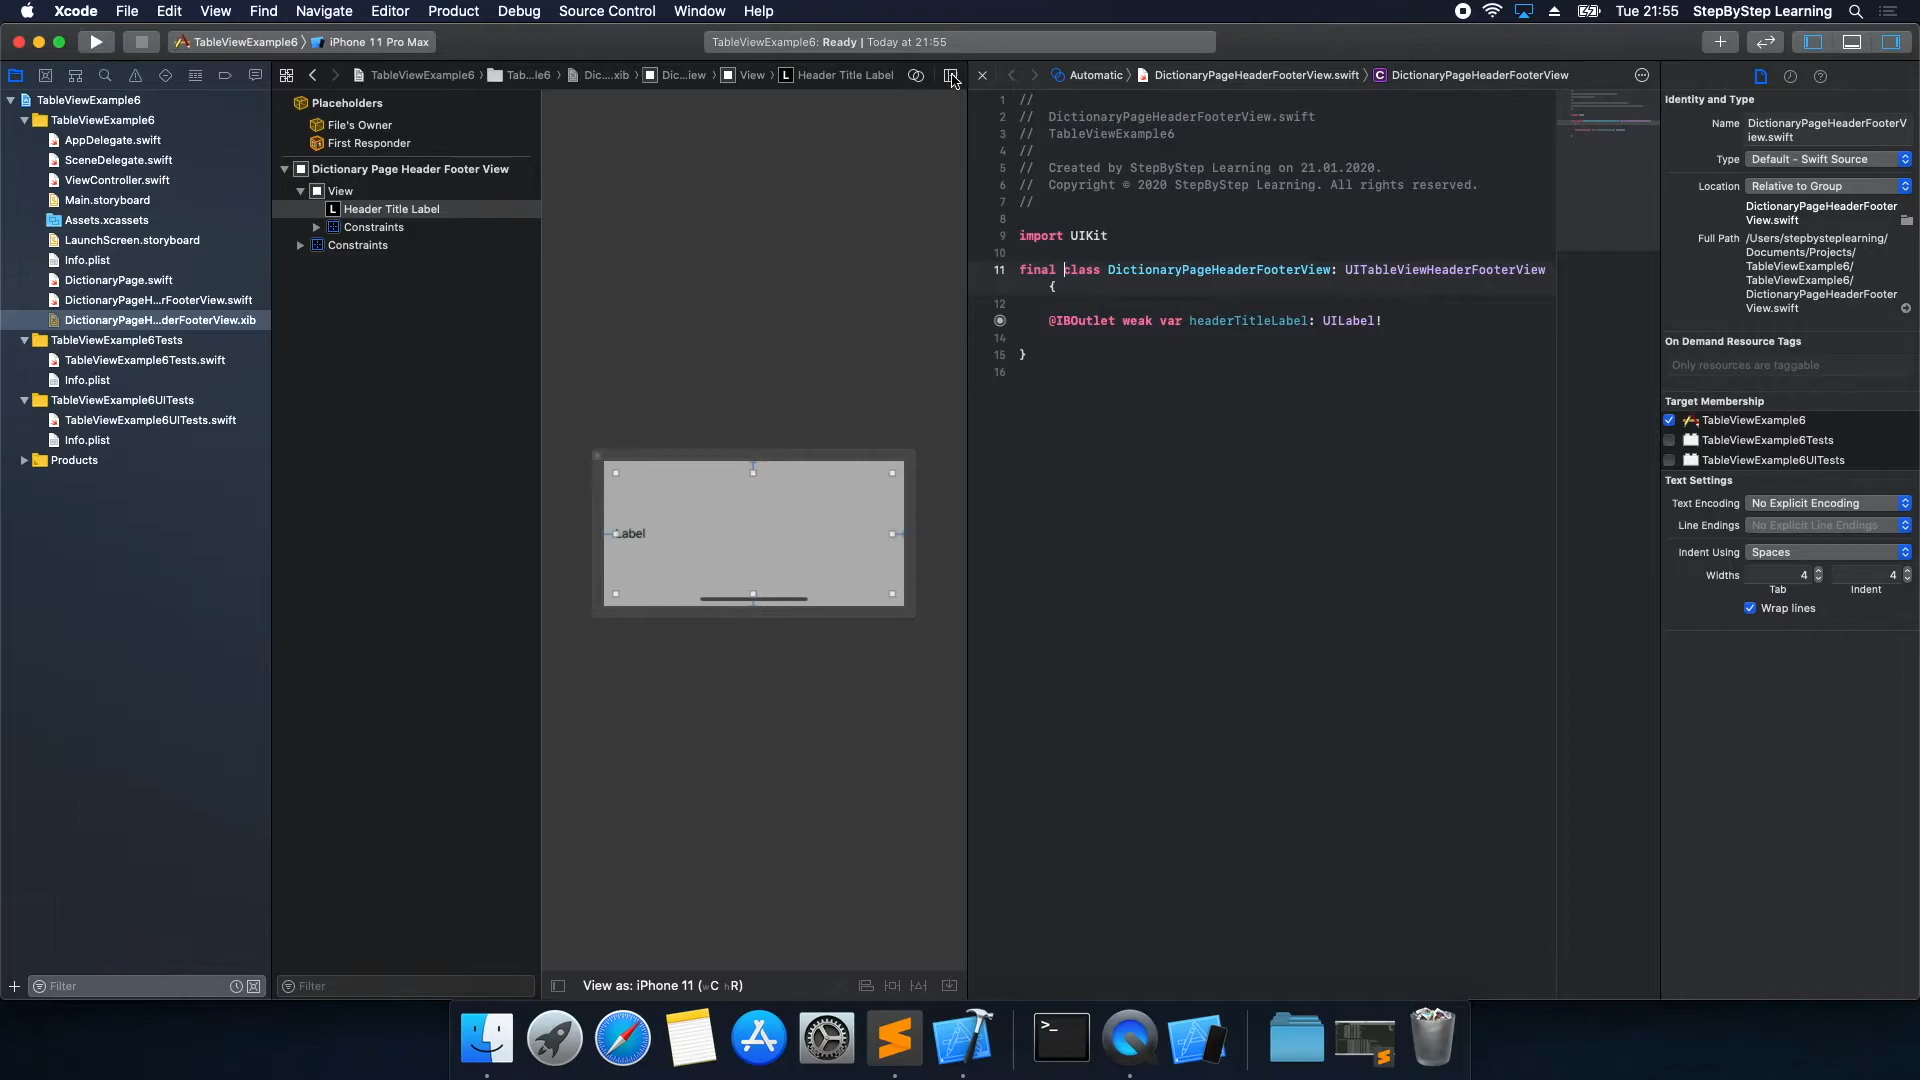 Xcode File Edit View Find Navigate Editor Product Debug Source Control Window Help
Tue 21:55 StepByStep Learning
TableViewExample6 iPhone 11 Pro Max
TableViewExample6: Ready | Today at 21:55
TableViewExample6
TableViewExample6
AppDelegate.swift
SceneDelegate.swift
ViewController.swift
Main.storyboard
Assets.xcassets
LaunchScreen.storyboard
Info.plist
DictionaryPage.swift
DictionaryPageH...rFooterView.swift
DictionaryPageH...derFooterView.xib
TableViewExample6Tests
TableViewExample6Tests.swift
Info.plist
TableViewExample6UITests
TableViewExample6UITests.swift
Info.plist
Products
Filter
TableViewExample6 Tab...le6 Dic....xib Dic...iew View L Header Title Label
Placeholders
File's Owner
First Responder
Dictionary Page Header Footer View
View
L Header Title Label
Constraints
Constraints
Filter
Label
View as: iPhone 11 (wC hR)
Automatic DictionaryPageHeaderFooterView.swift C DictionaryPageHeaderFooterView
1 //
2 // DictionaryPageHeaderFooterView.swift
3 // TableViewExample6
4 //
5 // Created by StepByStep Learning on 21.01.2020.
6 // Copyright © 2020 StepByStep Learning. All rights reserved.
7 //
8
9 import UIKit
10
11 final class DictionaryPageHeaderFooterView: UITableViewHeaderFooterView
{
12
@IBOutlet weak var headerTitleLabel: UILabel!
14
15 }
16
Identity and Type
Name DictionaryPageHeaderFooterV
iew.swift
Type Default - Swift Source
Location Relative to Group
DictionaryPageHeaderFooter
View.swift
Full Path /Users/stepbysteplearning/
Documents/Projects/
TableViewExample6/
TableViewExample6/
DictionaryPageHeaderFooter
View.swift
On Demand Resource Tags
Only resources are taggable
Target Membership
TableViewExample6
TableViewExample6Tests
TableViewExample6UITests
Text Settings
Text Encoding No Explicit Encoding
Line Endings No Explicit Line Endings
Indent Using Spaces
Widths 4 4
Tab Indent
Wrap lines